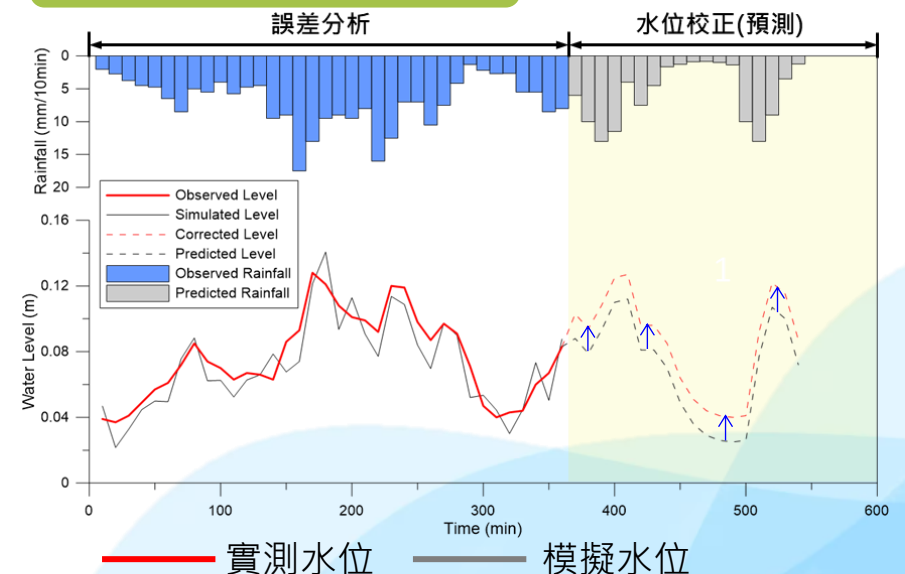 誤差分析
水位校正(預測)
Rainfall (mm/10min)
0
5
10
15
20
Observed Level
Simulated Level
Corrected Level
Predicted Level
Observed Rainfall
Predicted Rainfall
Water Level (m)
0.16
0.12
0.08
0.04
0
1
0 100 200 300 400 500 600
Time (min)
實測水位 模擬水位